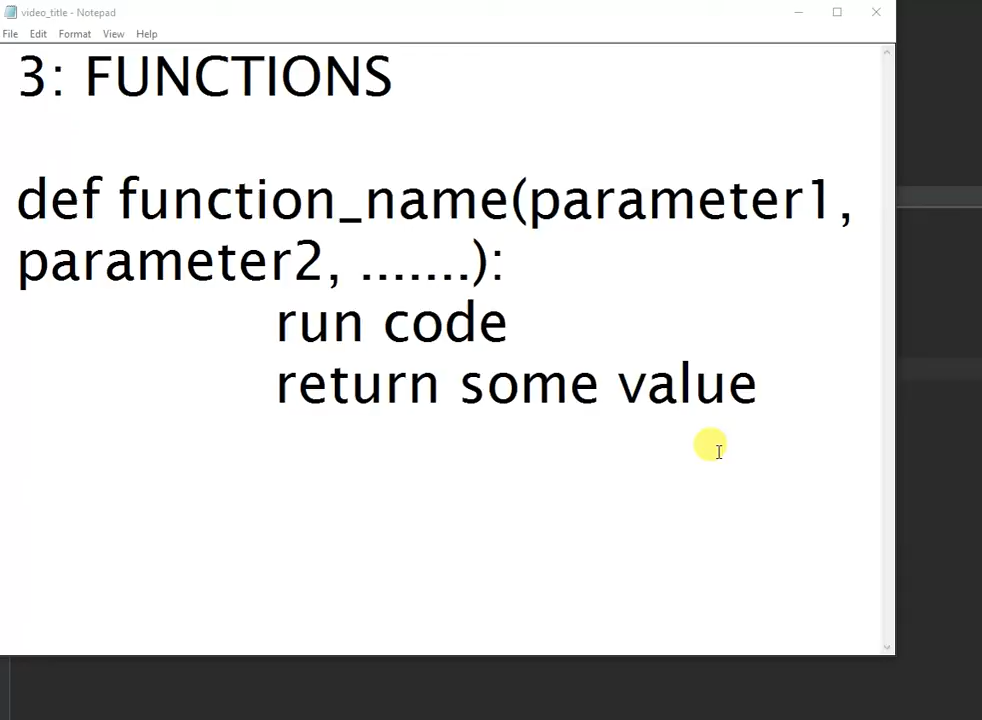 video_title - Notepad
File Edit Format View Help
3: FUNCTIONS
def function_name(parameter1,
parameter2, .......):
run code
return some value